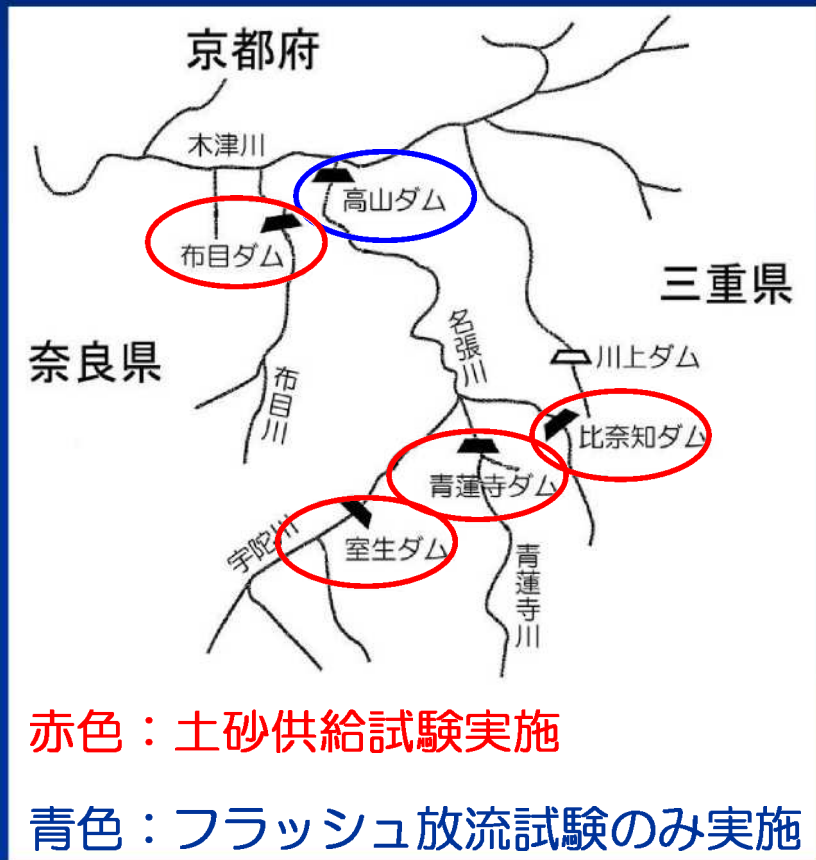 京都府
木津川
高山ダム
布目ダム
三重県
名張川
奈良県
川上ダム
布目川
比奈知ダム
青蓮寺ダム
宇陀川
室生ダム
青蓮寺川
赤色：土砂供給試験実施
青色：フラッシュ放流試験のみ実施